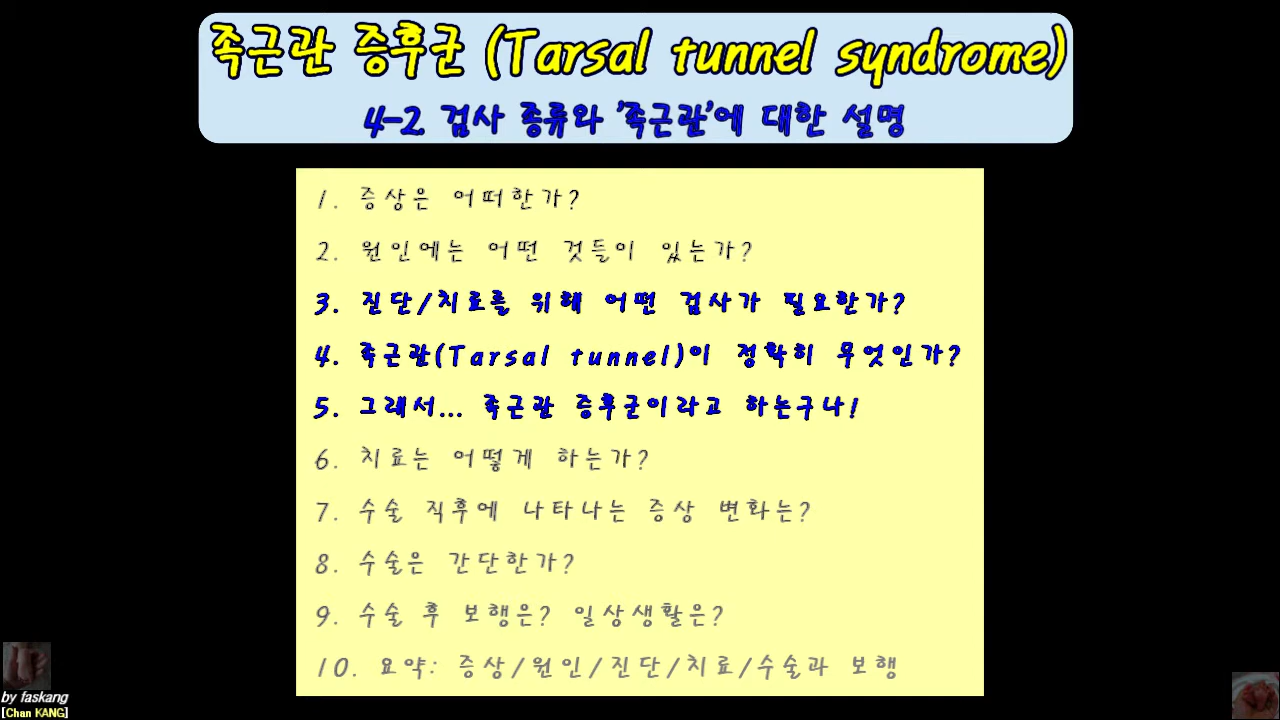 족근관 증후군 (Tarsal tunnel syndrome)
4-2. 검사 종류와 '족근관'에 대한 설명
1. 증상은 어떠한가?
2. 원인에는 어떤 것들이 있는가?
3. 진단/치료를 위해 어떤 검사가 필요한가?
4. 족근관(Tarsal tunnel)이 정확히 무엇인가?
5. 그래서... 족근관 증후군이라고 하는구나!
6. 치료는 어떻게 하는가?
7. 수술 직후에 나타나는 증상 변화는?
8. 수술은 간단한가?
9. 수술 후 보행은? 일상생활은?
10. 요약: 증상/원인/진단/치료/수술과 보행
by faskang
[Chan KANG]